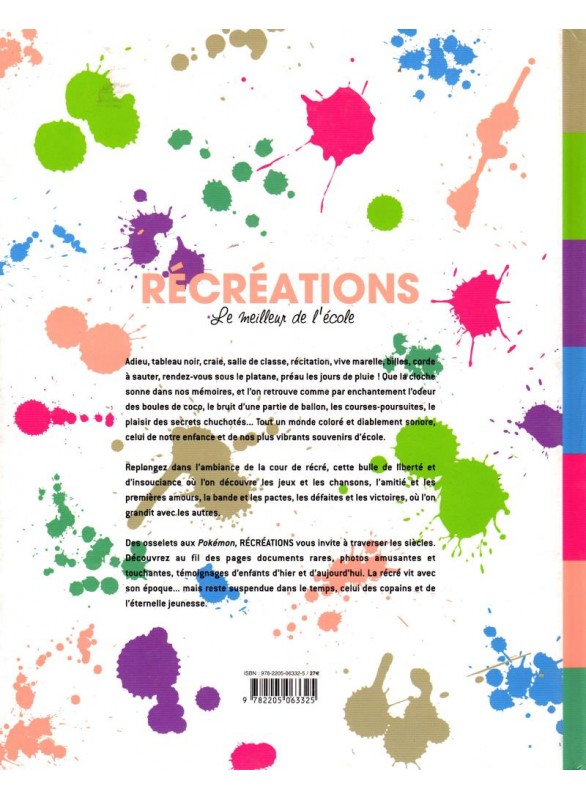 RÉCRÉATIONS
Le meilleur de l'école
Adieu, tableau noir, craie, salle de classe, récitation, vive marelle, billes, corde
à sauter, rendez-vous sous le platane, préau les jours de pluie ! Que la cloche
sonne dans nos mémoires, et l'on retrouve comme par enchantement l'odeur
des boules de coco, le bruit d'une partie de ballon, les courses-poursuites, le
plaisir des secrets chuchotés... Tout un monde coloré et diablement sonore,
celui de notre enfance et de nos plus vibrants souvenirs d'école.
Replongez dans l'ambiance de la cour de récré, cette bulle de liberté et
d'insouciance où l'on découvre les jeux et les chansons, l'amitié et les
premières amours, la bande et les pactes, les défaites et les victoires, où l'on
grandit avec les autres.
Des osselets aux Pokémon, RÉCRÉATIONS vous invite à traverser les siècles.
Découvrez au fil des pages documents rares, photos amusantes et
touchantes, témoignages d'enfants d'hier et d'aujourd'hui. La récré vit avec
son époque... mais reste suspendue dans le temps, celui des copains et de
l'éternelle jeunesse.
ISBN : 978-2205-06332-5 / 27€
9 782205 063325